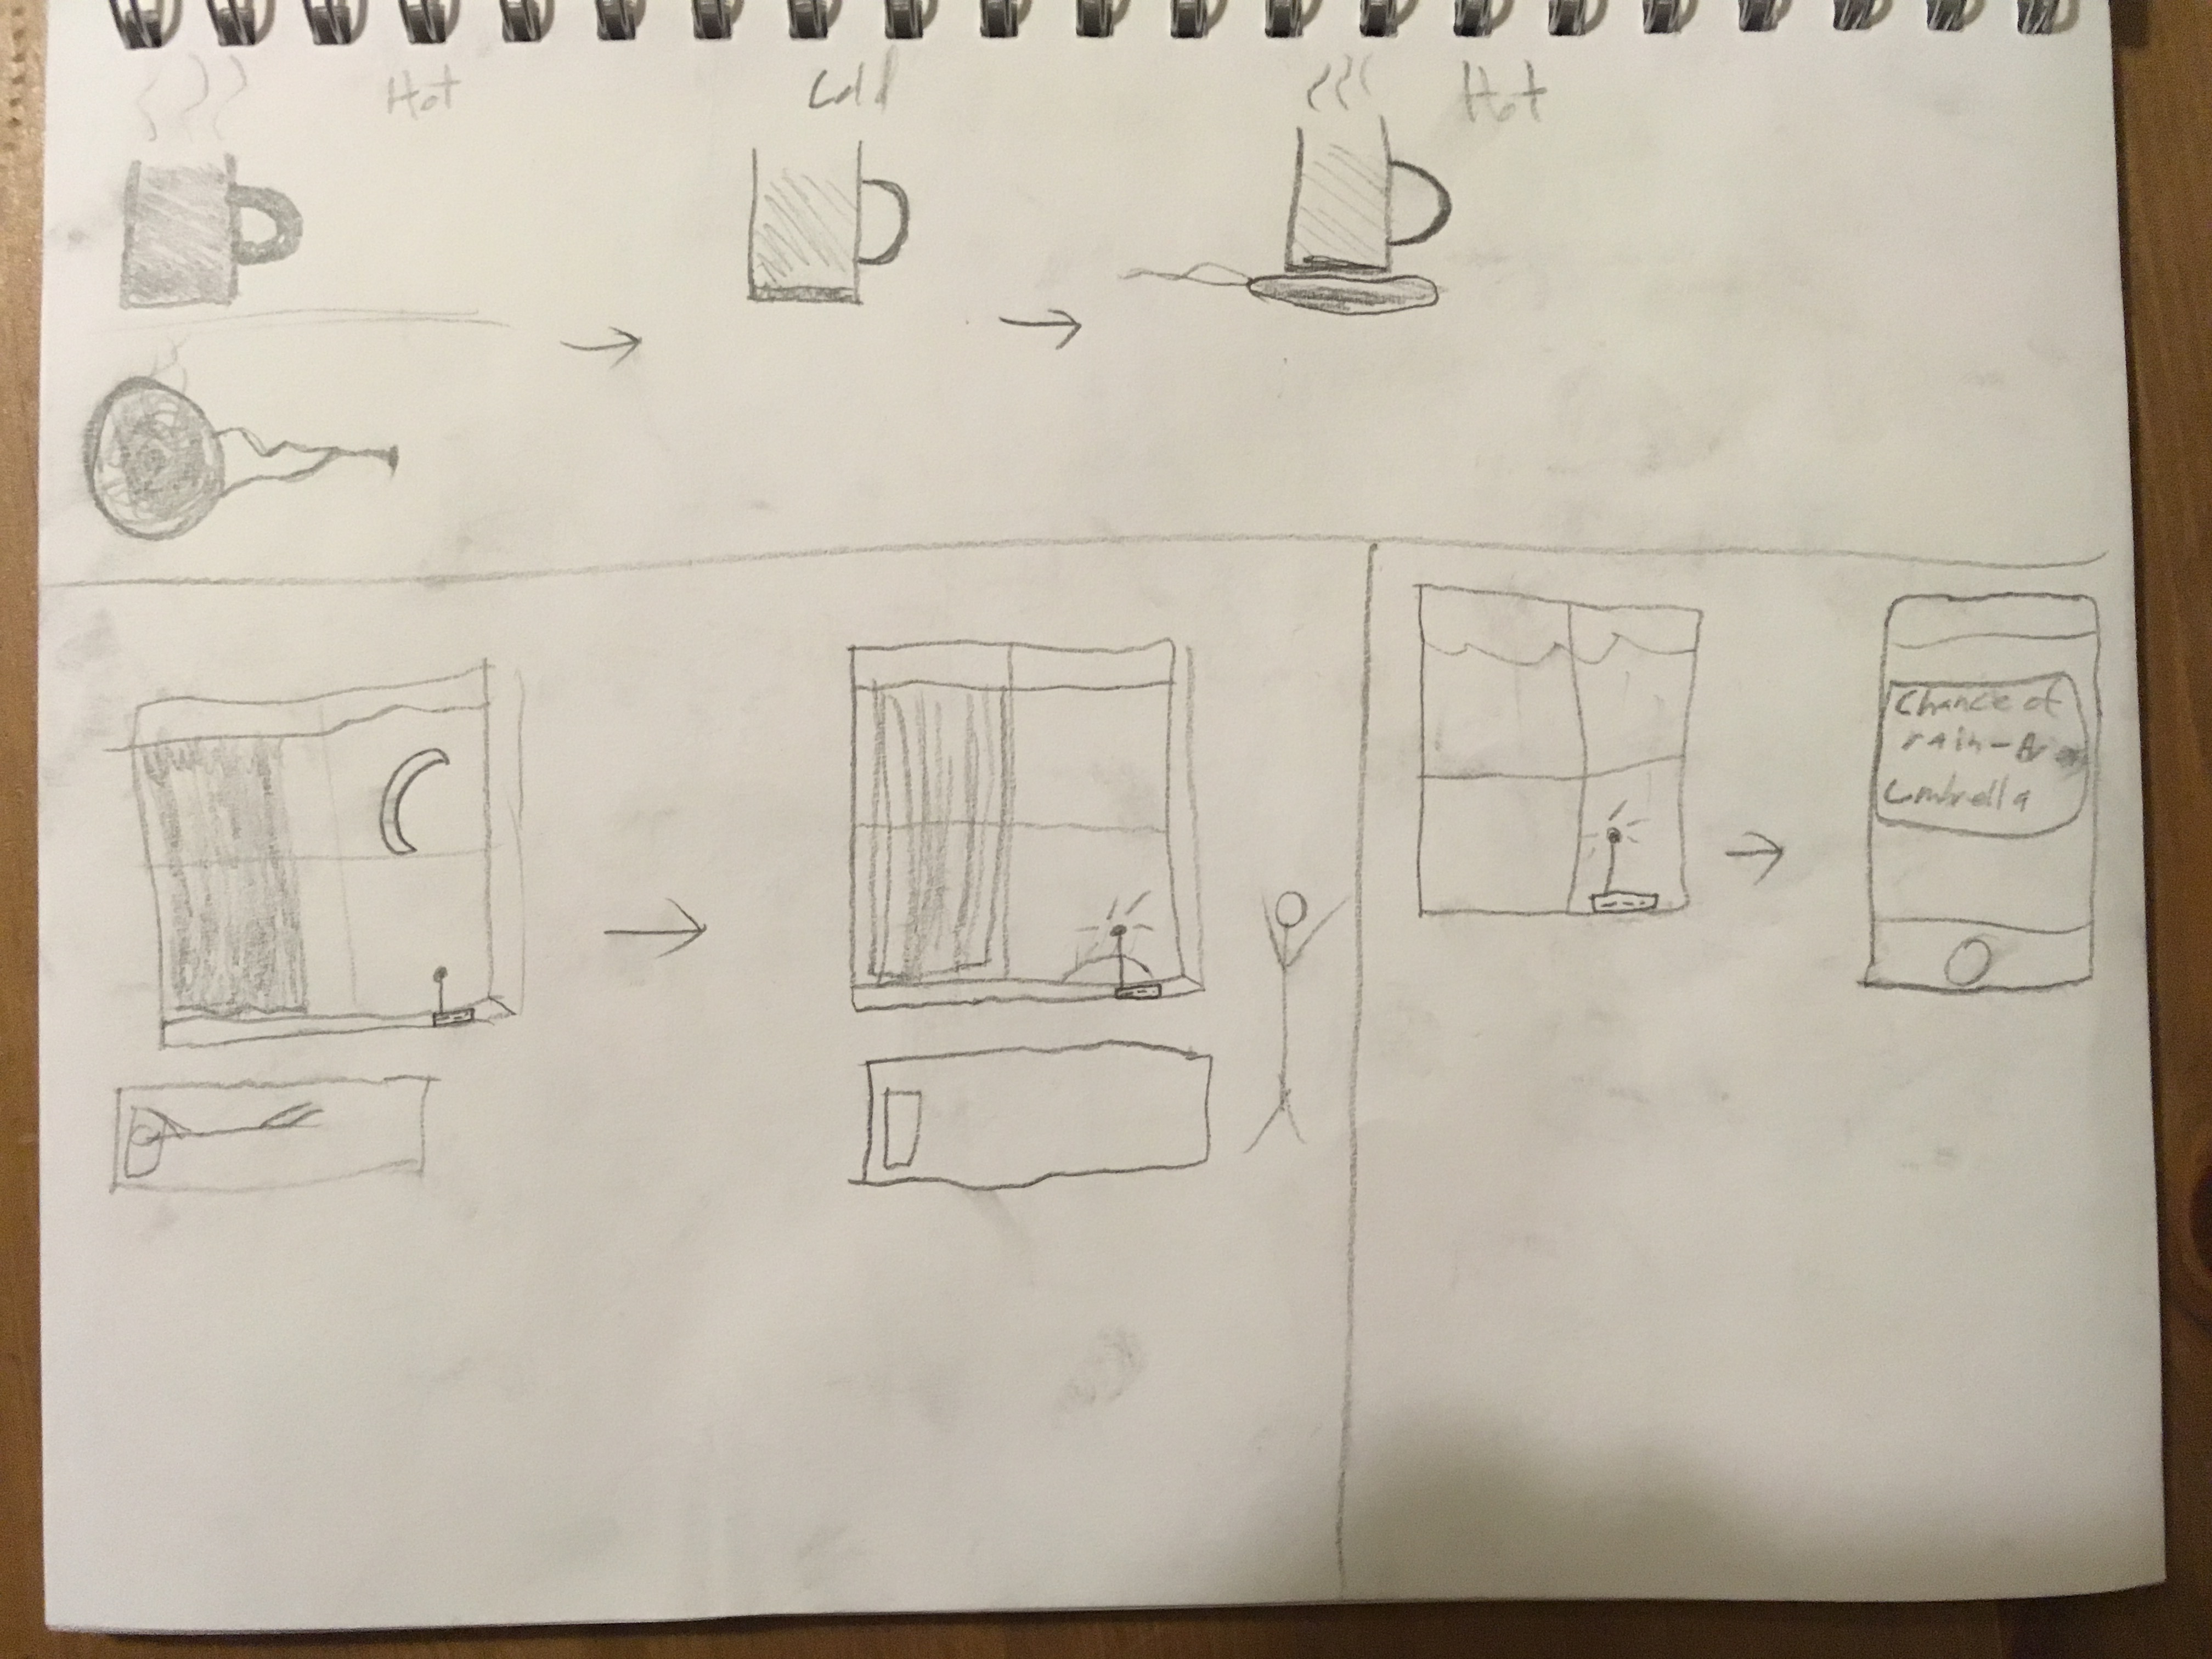 Hot
Cold
Hot
Chance of
rain -
Umbrella